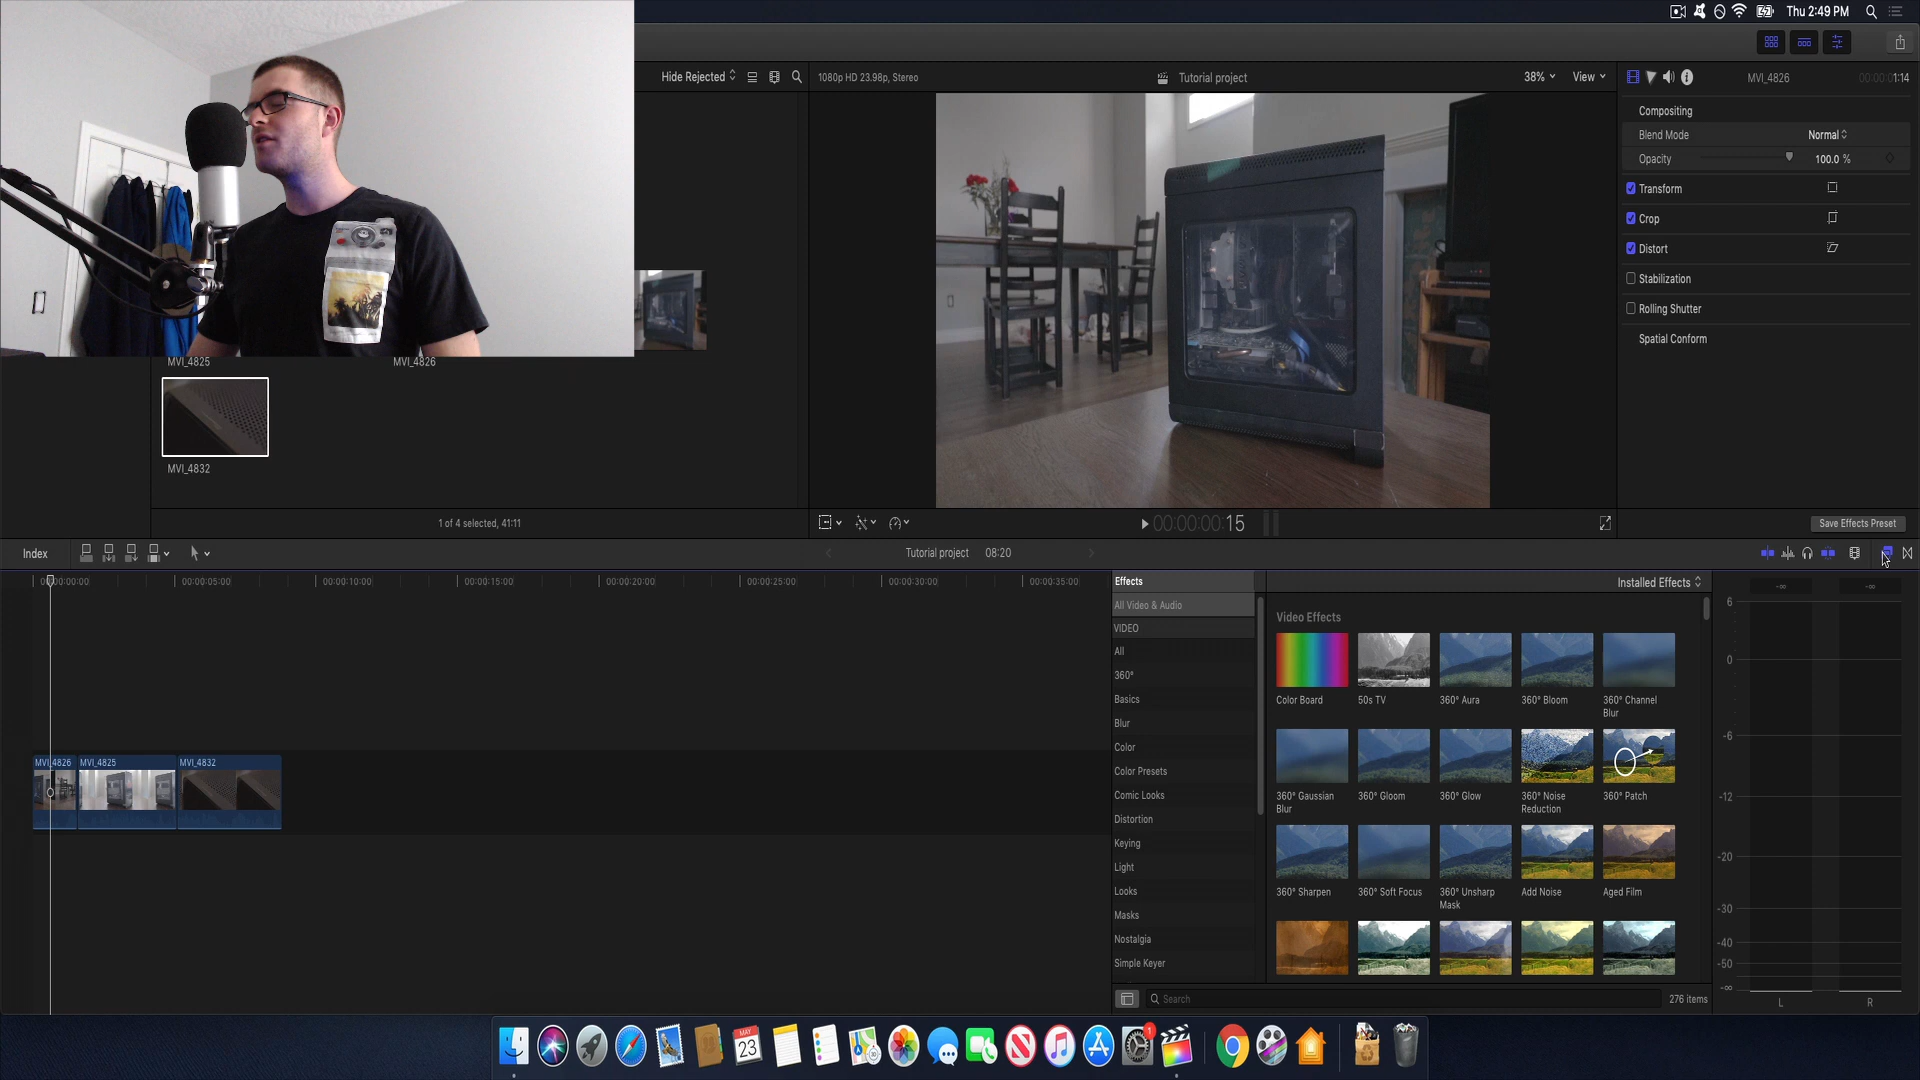 Thu 2:49 PM
Hide Rejected
1080p HD 23.98p, Stereo
Tutorial project
38%
View
MVI_4826
00:00:01:14
Compositing
Blend Mode
Normal
Opacity
100.0 %
Transform
Crop
Distort
Stabilization
Rolling Shutter
Spatial Conform
MVI_4825
MVI_4826
MVI_4832
1 of 4 selected, 41:11
00:00:00:15
Save Effects Preset
Index
Tutorial project
08:20
00:00:00:00
00:00:05:00
00:00:10:00
00:00:15:00
00:00:20:00
00:00:25:00
00:00:30:00
00:00:35:00
MVI_4826
MVI_4825
MVI_4832
Effects
Installed Effects
All Video & Audio
VIDEO
All
360°
Basics
Blur
Color
Color Presets
Comic Looks
Distortion
Keying
Light
Looks
Masks
Nostalgia
Simple Keyer
Video Effects
Color Board
50s TV
360° Aura
360° Bloom
360° Channel
Blur
360° Gaussian
Blur
360° Gloom
360° Glow
360° Noise
Reduction
360° Patch
360° Sharpen
360° Soft Focus
360° Unsharp
Mask
Add Noise
Aged Film
Search
276 items
-∞
-∞
6
0
-6
-12
-20
-30
-40
-50
-∞
L
R
MAY
23
1